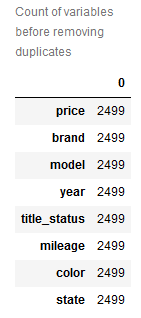 Count of variables
before removing
duplicates
0
price 2499
brand 2499
model 2499
year 2499
title_status 2499
mileage 2499
color 2499
state 2499